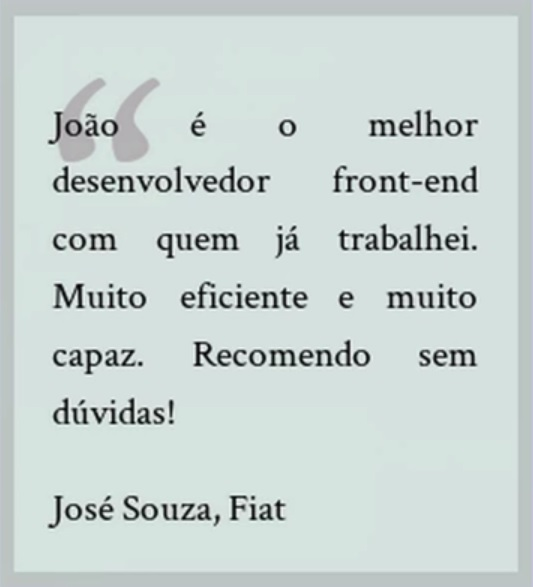 João é o melhor
desenvolvedor front-end
com quem já trabalhei.
Muito eficiente e muito
capaz. Recomendo sem
dúvidas!
José Souza, Fiat